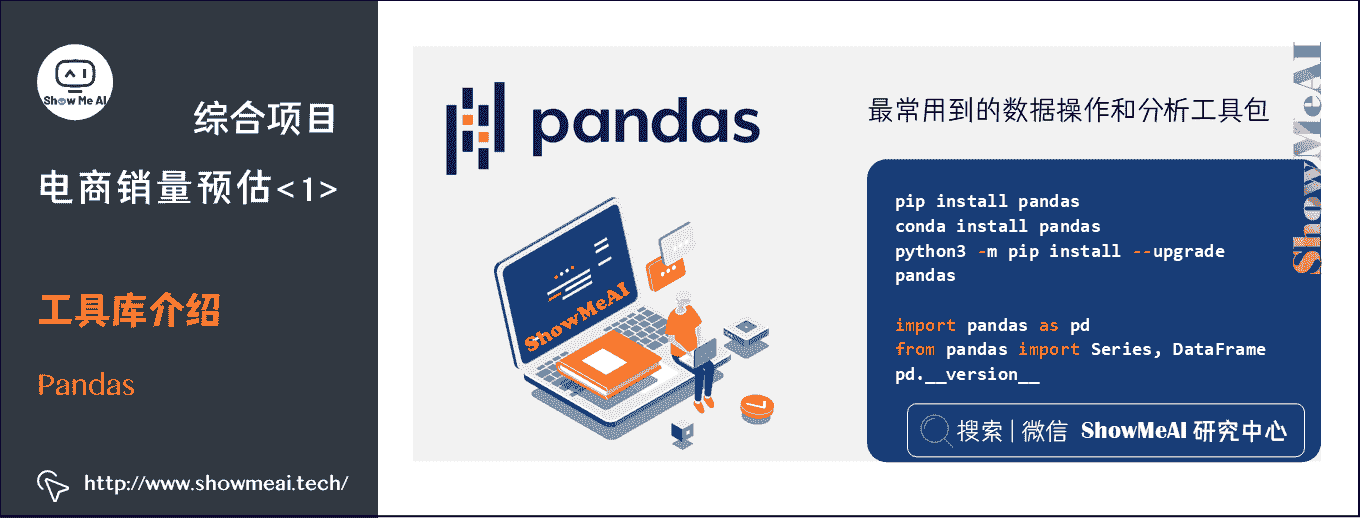 Show Me AI
综合项目
电商销量预估<1>
工具库介绍
Pandas
http://www.showmeai.tech/
pandas
ShowMeAI
最常用到的数据操作和分析工具包
pip install pandas
conda install pandas
python3 -m pip install --upgrade
pandas
import pandas as pd
from pandas import Series, DataFrame
pd.__version__
搜索|微信 ShowMeAI 研究中心
ShowMeAI